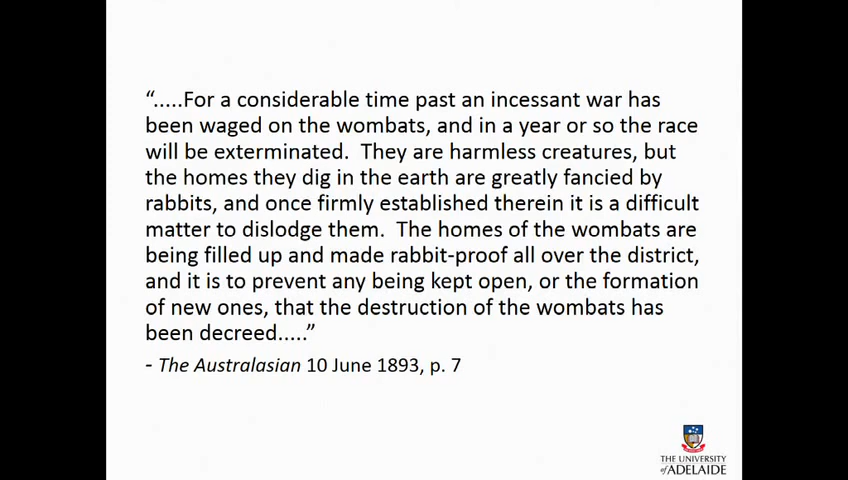 “.....For a considerable time past an incessant war has
been waged on the wombats, and in a year or so the race
will be exterminated.  They are harmless creatures, but
the homes they dig in the earth are greatly fancied by
rabbits, and once firmly established therein it is a difficult
matter to dislodge them.  The homes of the wombats are
being filled up and made rabbit-proof all over the district,
and it is to prevent any being kept open, or the formation
of new ones, that the destruction of the wombats has
been decreed.....”
- The Australasian 10 June 1893, p. 7
THE UNIVERSITY
of ADELAIDE